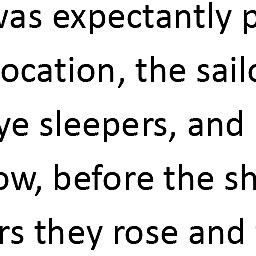 was expectantly p
ocation, the sailo
ye sleepers, and
ow, before the sh
rs they rose and